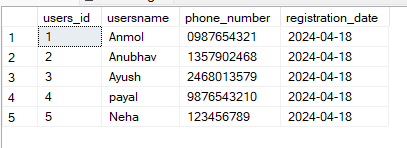 users_id usersname phone_number registration_date
1 1 Anmol 0987654321 2024-04-18
2 2 Anubhav 1357902468 2024-04-18
3 3 Ayush 2468013579 2024-04-18
4 4 payal 9876543210 2024-04-18
5 5 Neha 123456789 2024-04-18